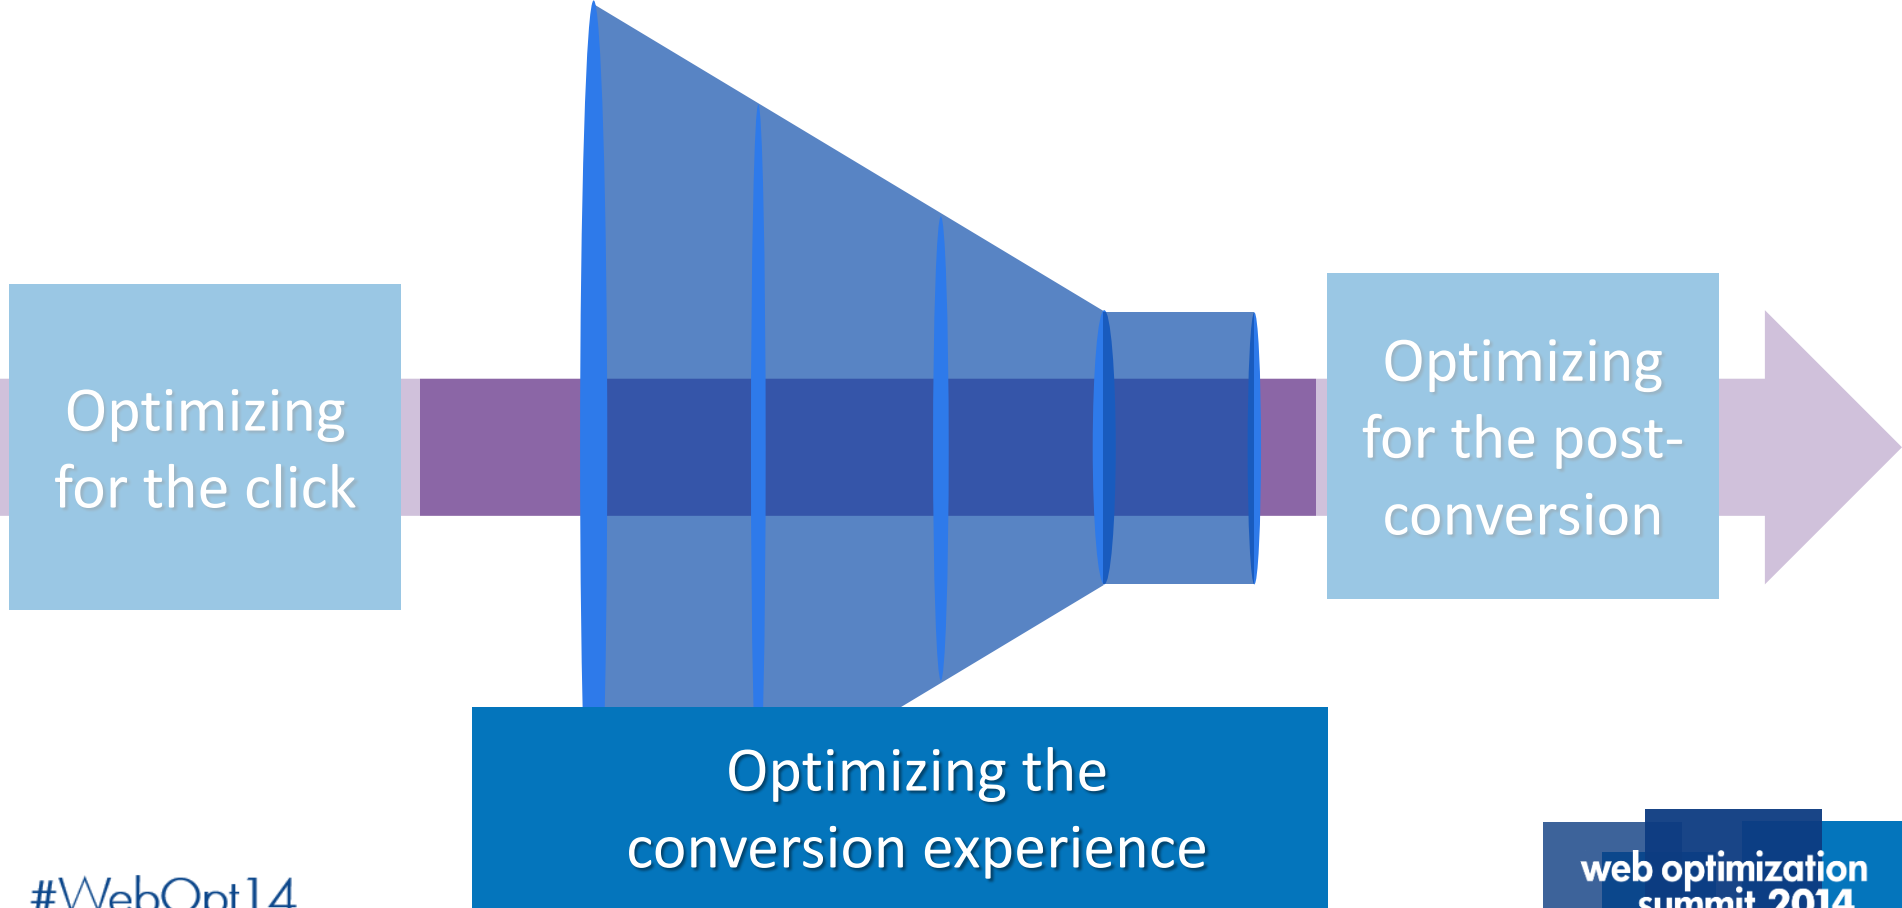 Optimizing
for the click
Optimizing
for the post-
conversion
Optimizing the
conversion experience
#WebOpt14
web optimization
summit 2014